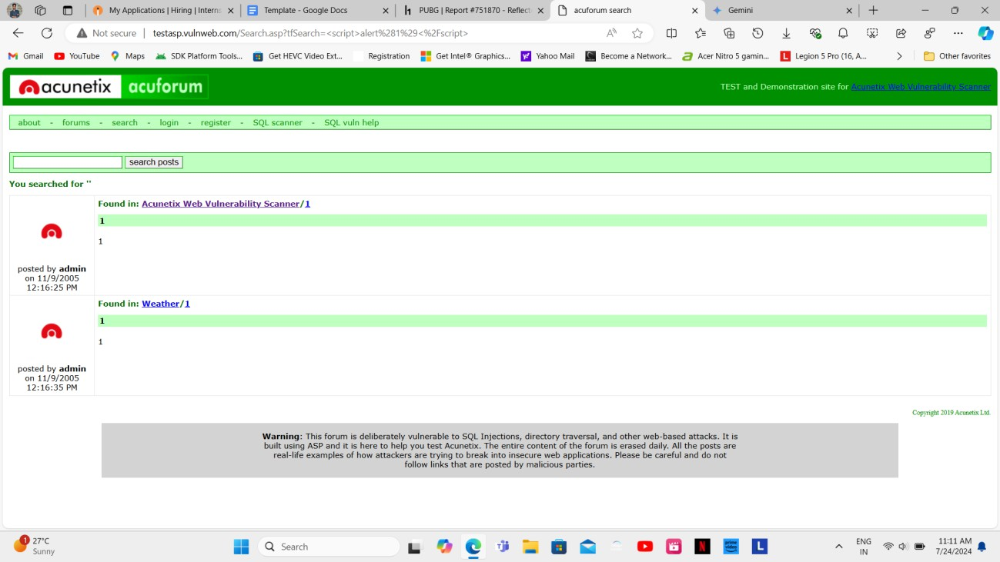 My Applications | Hiring | Interns
Template - Google Docs
PUBG | Report #751870 - Reflect
acuforum search
Gemini
Not secure
testasp.vulnweb.com/Search.asp?tfSearch=<script>alert%281%29<%2Fscript>
Gmail
YouTube
Maps
SDK Platform Tools...
Get HEVC Video Ext...
Registration
Get Intel® Graphics...
Yahoo Mail
Become a Network...
Acer Nitro 5 gamin...
Legion 5 Pro (16, A...
Other favorites
acunetix acuforum
TEST and Demonstration site for Acunetix Web Vulnerability Scanner
about - forums - search - login - register - SQL scanner - SQL vuln help
search posts
You searched for ''
Found in: Acunetix Web Vulnerability Scanner/1
1
1
posted by admin
on 11/9/2005
12:16:25 PM
Found in: Weather/1
1
1
posted by admin
on 11/9/2005
12:16:35 PM
Copyright 2019 Acunetix Ltd.
Warning: This forum is deliberately vulnerable to SQL Injections, directory traversal, and other web-based attacks. It is
built using ASP and it is here to help you test Acunetix. The entire content of the forum is erased daily. All the posts are
real-life examples of how attackers are trying to break into insecure web applications. Please be careful and do not
follow links that are posted by malicious parties.
1
27°C
Sunny
Search
prime video
L
ENG
IN
11:11 AM
7/24/2024